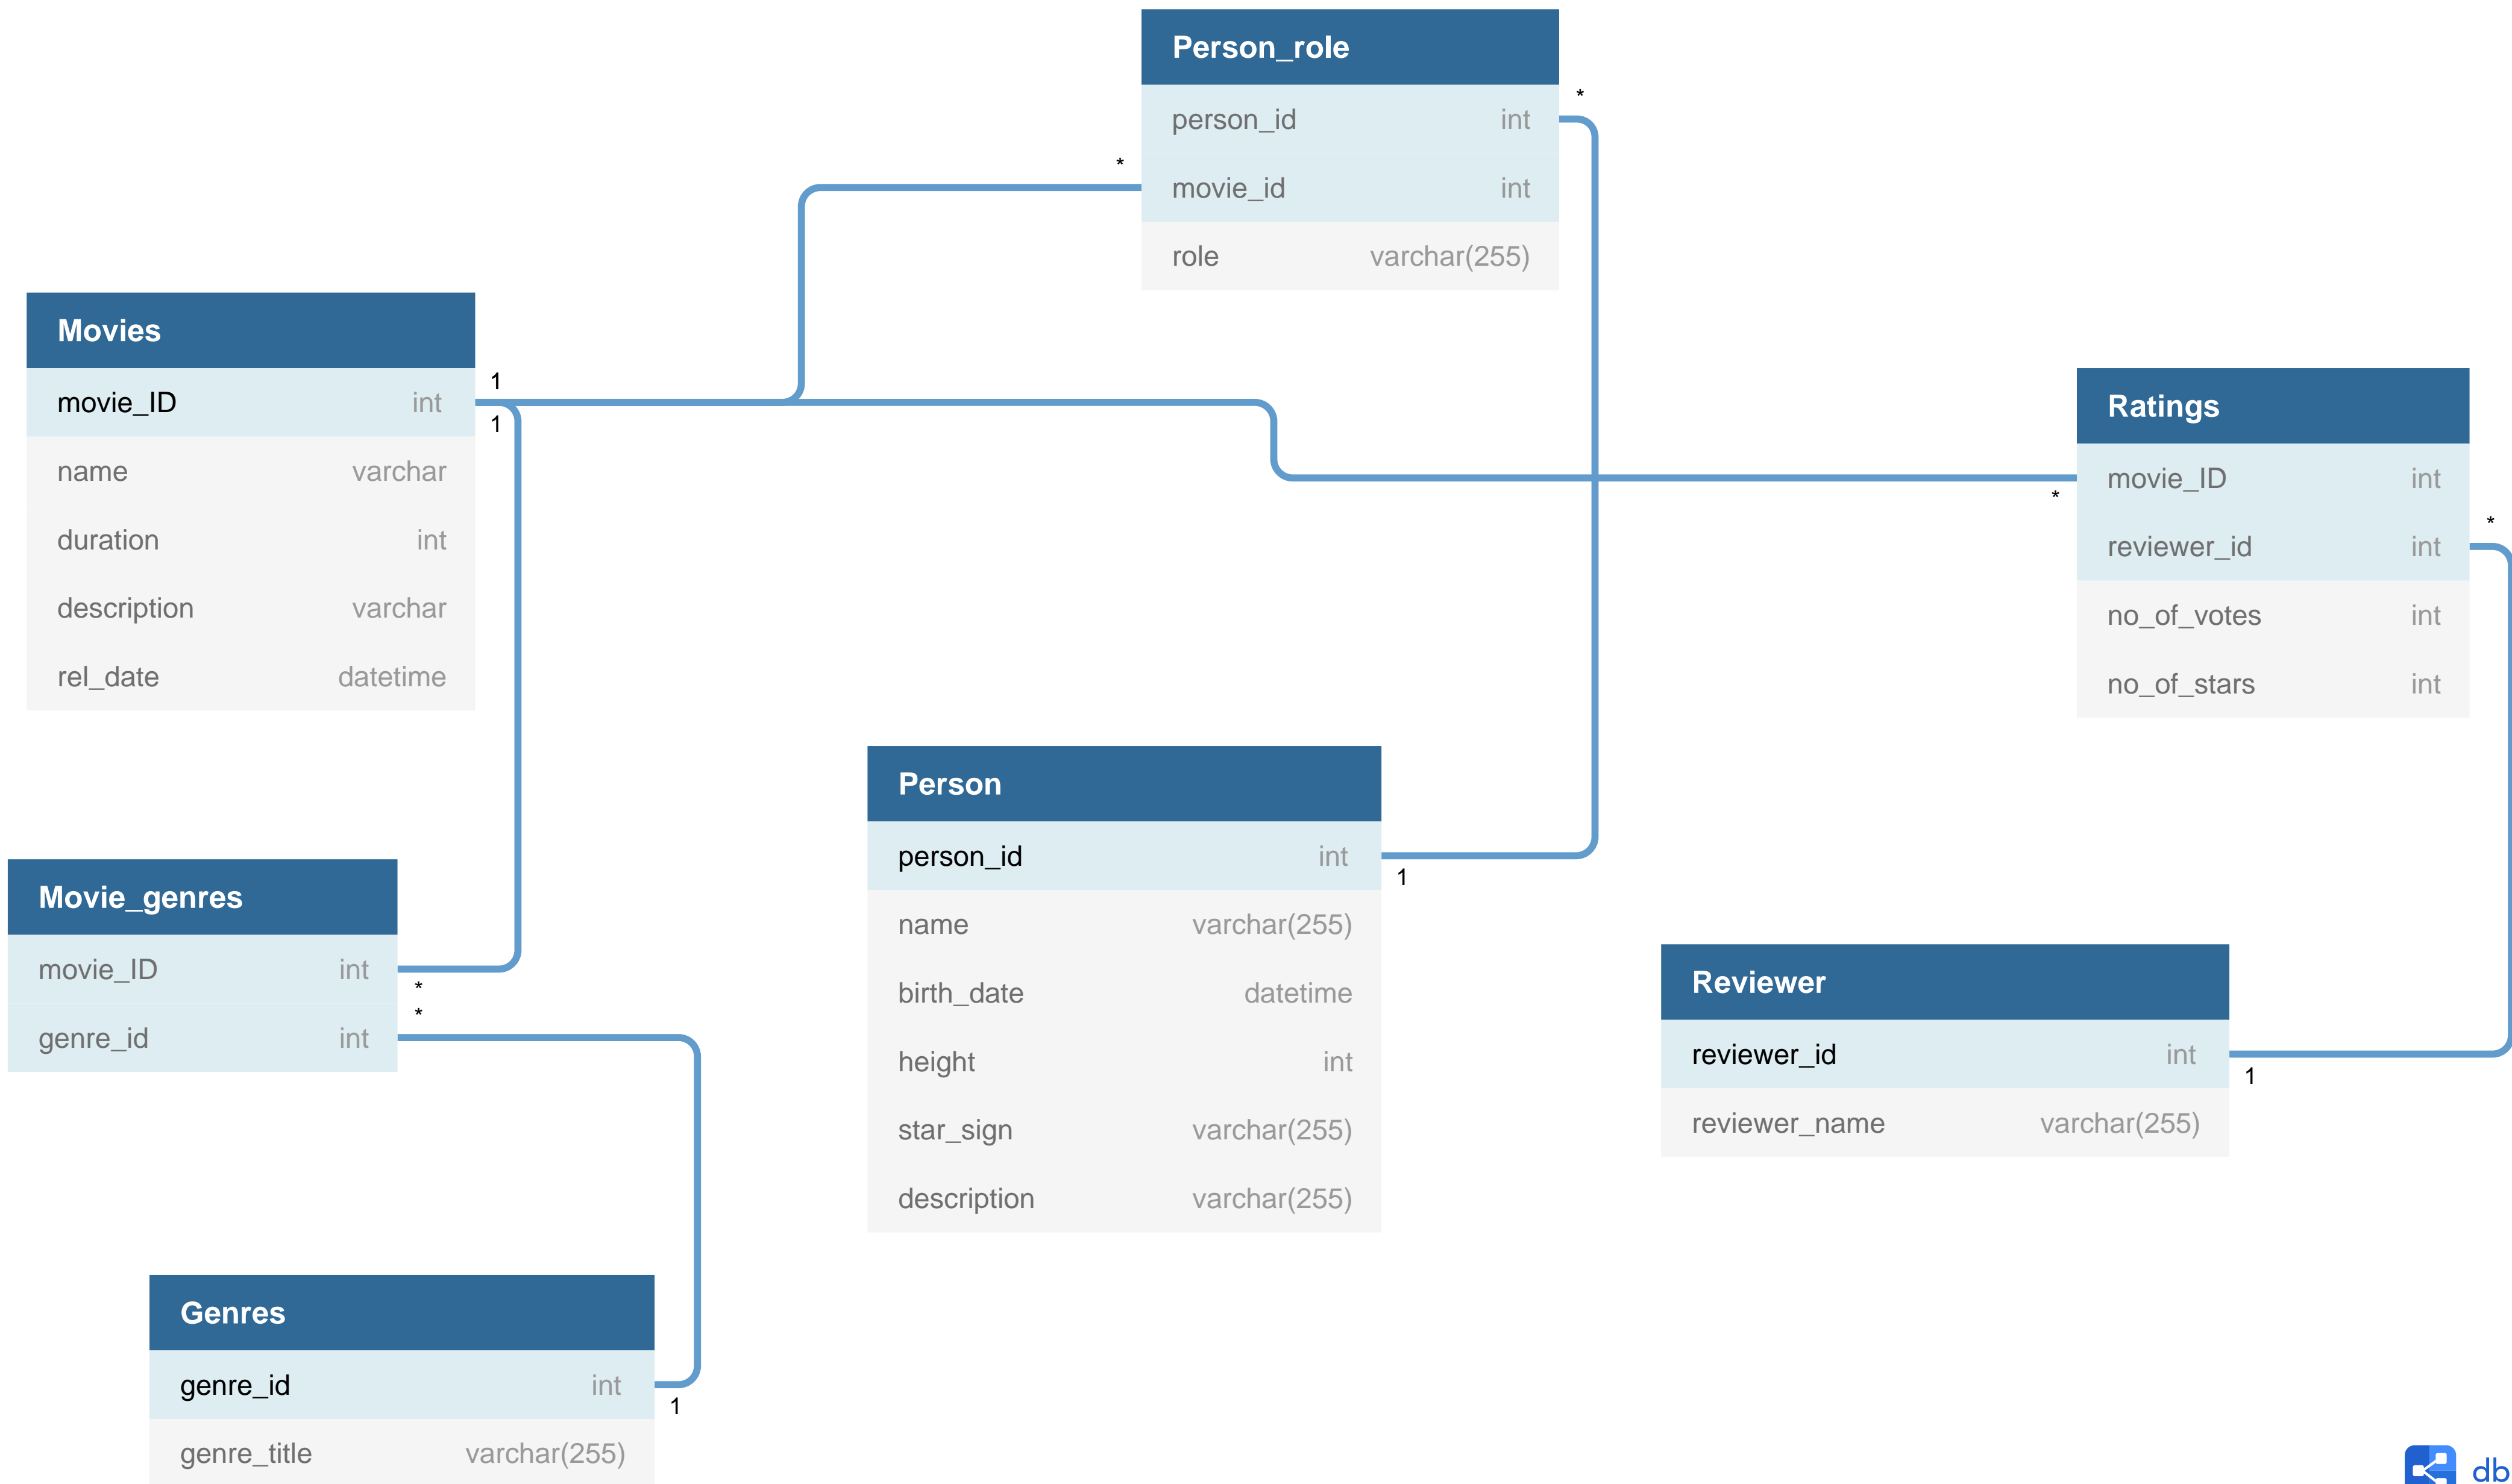 Person_role
person_id int
movie_id int
role varchar(255)
*
*
Movies
movie_ID int
name varchar
duration int
description varchar
rel_date datetime
1
1
Ratings
movie_ID int
reviewer_id int
no_of_votes int
no_of_stars int
*
*
Person
person_id int
name varchar(255)
birth_date datetime
height int
star_sign varchar(255)
description varchar(255)
1
Movie_genres
movie_ID int
genre_id int
*
*
Reviewer
reviewer_id int
reviewer_name varchar(255)
1
Genres
genre_id int
genre_title varchar(255)
1
db